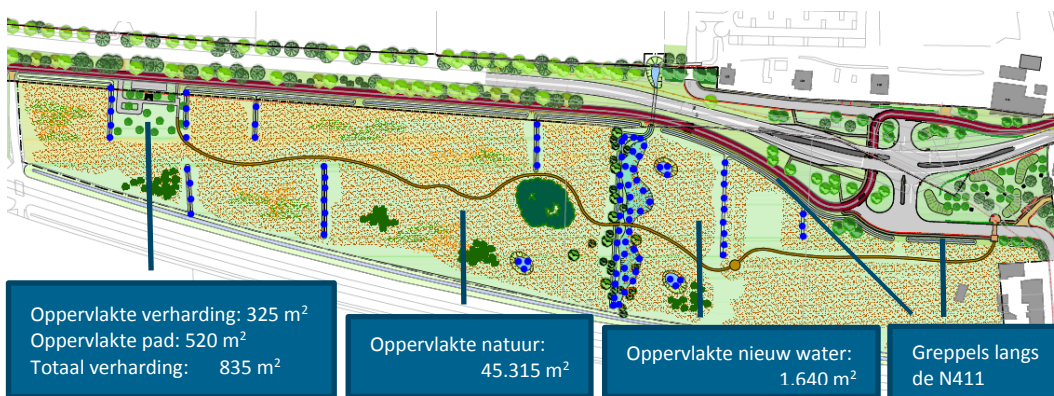 Oppervlakte verharding: 325 m²
Oppervlakte pad: 520 m²
Totaal verharding: 835 m²
Oppervlakte natuur:
45.315 m²
Oppervlakte nieuw water:
1.640 m²
Greppels langs
de N411